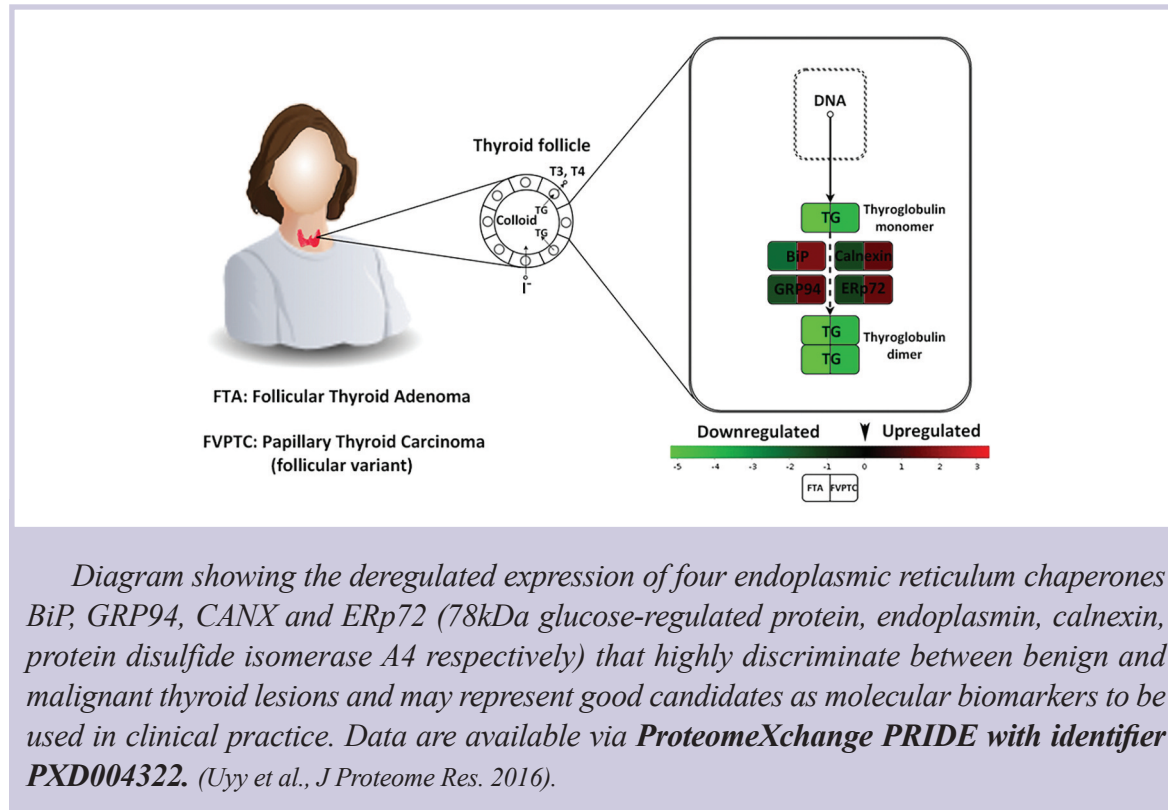 Thyroid follicle
T3, T4
TG
Colloid
TG
I⁻
FTA: Follicular Thyroid Adenoma
FVPTC: Papillary Thyroid Carcinoma
(follicular variant)
DNA
TG
Thyroglobulin
monomer
BiP Calnexin
GRP94 ERp72
TG
TG
Thyroglobulin
dimer
Downregulated Upregulated
-5 -4 -3 -2 -1 0 1 2 3
FTA FVPTC
Diagram showing the deregulated expression of four endoplasmic reticulum chaperones
BiP, GRP94, CANX and ERp72 (78kDa glucose-regulated protein, endoplasmin, calnexin,
protein disulfide isomerase A4 respectively) that highly discriminate between benign and
malignant thyroid lesions and may represent good candidates as molecular biomarkers to be
used in clinical practice. Data are available via ProteomeXchange PRIDE with identifier
PXD004322. (Uyy et al., J Proteome Res. 2016).